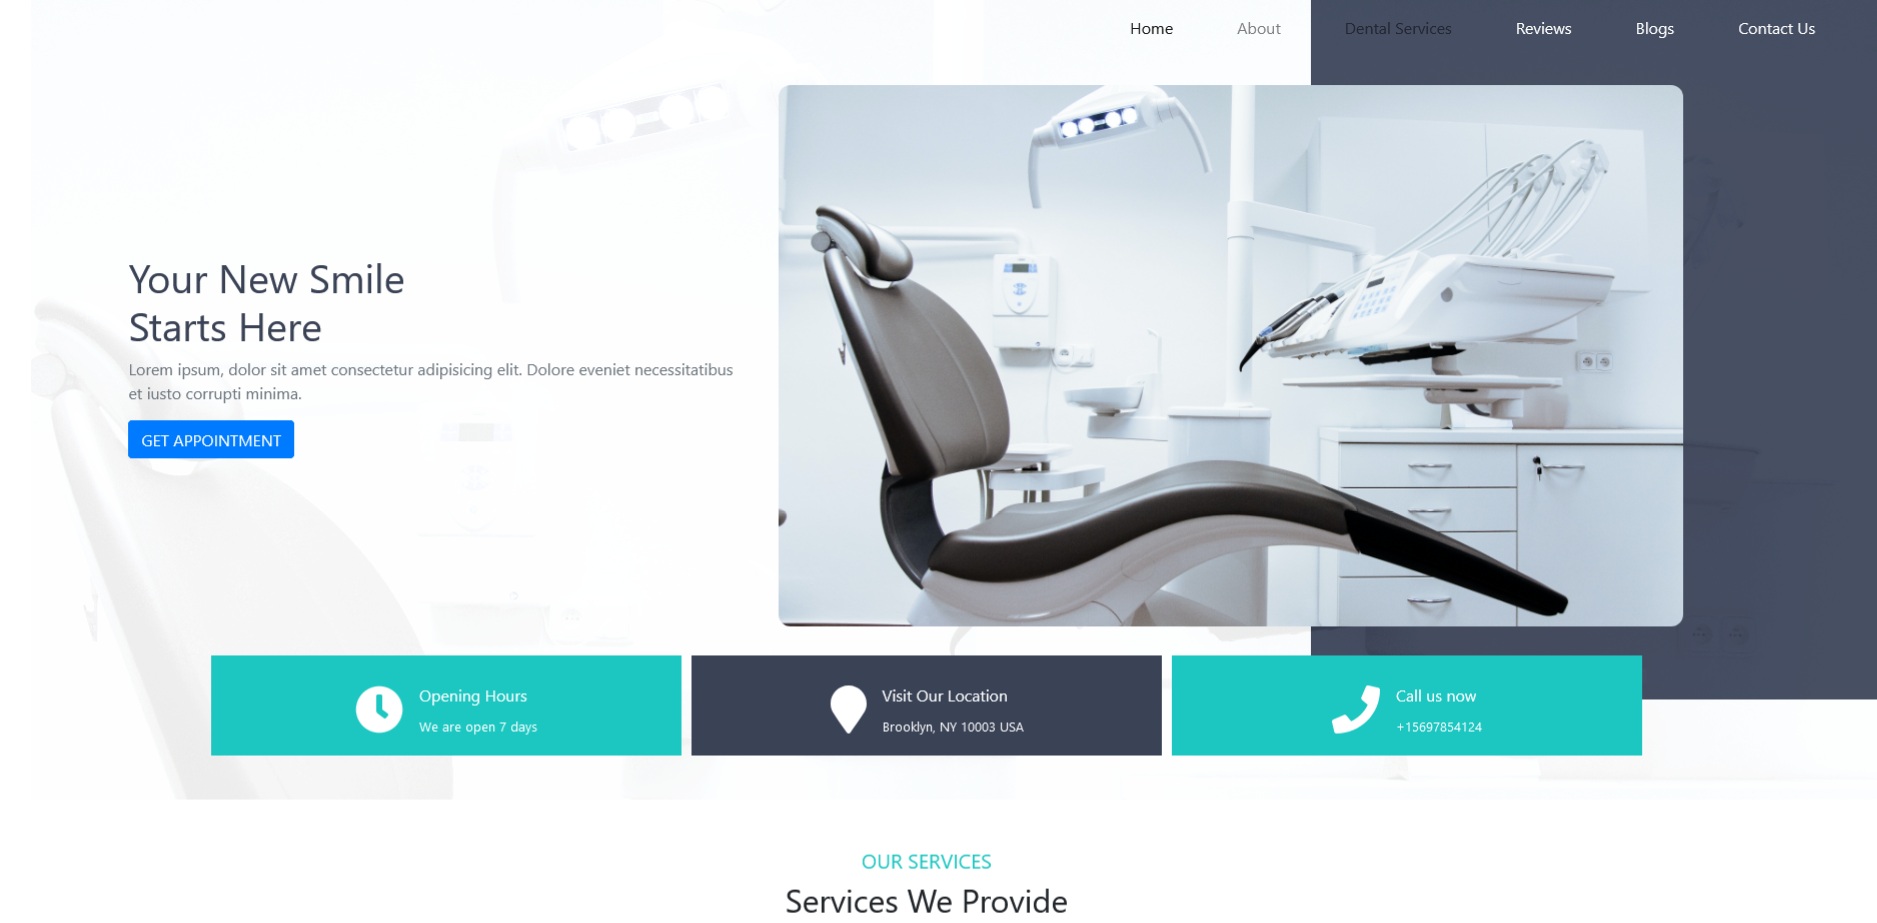 Home About Dental Services Reviews Blogs Contact Us
Your New Smile
Starts Here
Lorem ipsum, dolor sit amet consectetur adipisicing elit. Dolore eveniet necessitatibus
et iusto corrupti minima.
GET APPOINTMENT
Opening Hours
We are open 7 days
Visit Our Location
Brooklyn, NY 10003 USA
Call us now
+15697854124
OUR SERVICES
Services We Provide